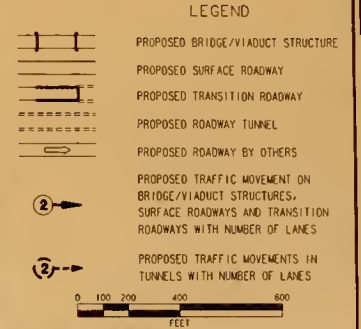 LEGEND
PROPOSED BRIDGE/VIADUCT STRUCTURE
PROPOSED SURFACE ROADWAY
PROPOSED TRANSITION ROADWAY
PROPOSED ROADWAY TUNNEL
PROPOSED ROADWAY BY OTHERS
2
PROPOSED TRAFFIC MOVEMENT ON
BRIDGE/VIADUCT STRUCTURES,
SURFACE ROADWAYS AND TRANSITION
ROADWAYS WITH NUMBER OF LANES
2
PROPOSED TRAFFIC MOVEMENTS IN
TUNNELS WITH NUMBER OF LANES
0 100 200 400 600
FEET